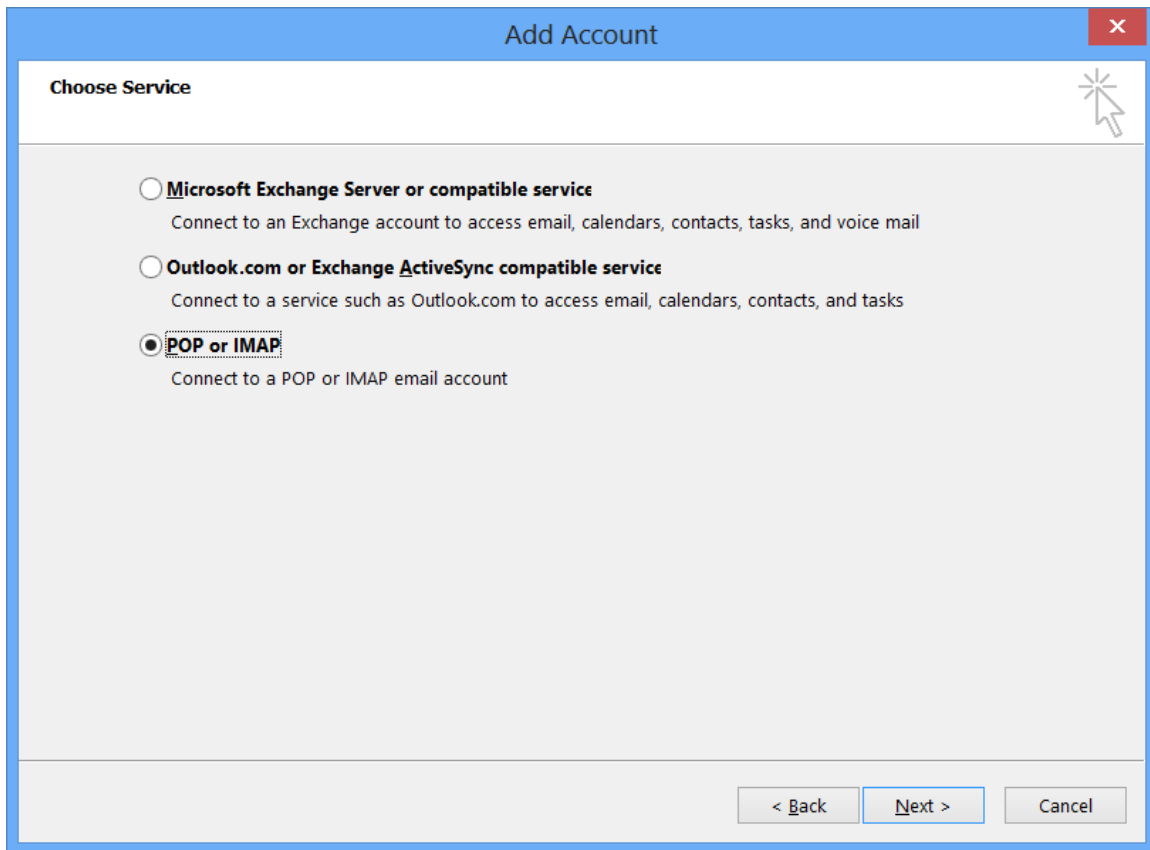 Add Account
Choose Service
Microsoft Exchange Server or compatible service
Connect to an Exchange account to access email, calendars, contacts, tasks, and voice mail
Outlook.com or Exchange ActiveSync compatible service
Connect to a service such as Outlook.com to access email, calendars, contacts, and tasks
POP or IMAP
Connect to a POP or IMAP email account
< Back Next > Cancel